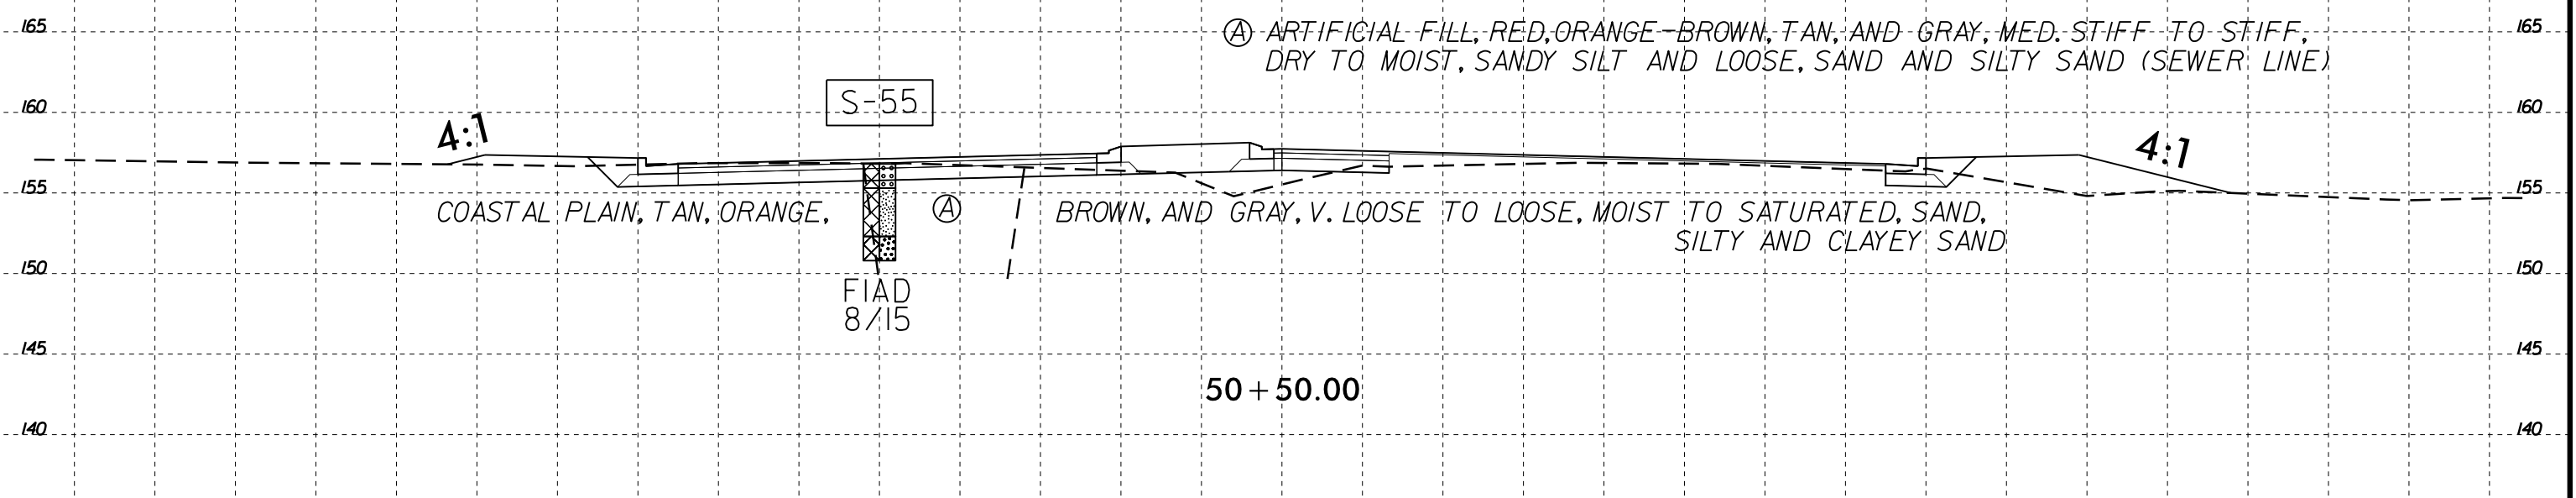 165
165
Ⓐ ARTIFICIAL FILL, RED, ORANGE-BROWN, TAN, AND GRAY, MED. STIFF TO STIFF,
DRY TO MOIST, SANDY SILT AND LOOSE, SAND AND SILTY SAND (SEWER LINE)
S-55
160
160
4:1
4:1
155
155
COASTAL PLAIN, TAN, ORANGE,
Ⓐ
BROWN, AND GRAY, V. LOOSE TO LOOSE, MOIST TO SATURATED, SAND,
SILTY AND CLAYEY SAND
150
150
FIAD
8/15
145
145
50+50.00
140
140